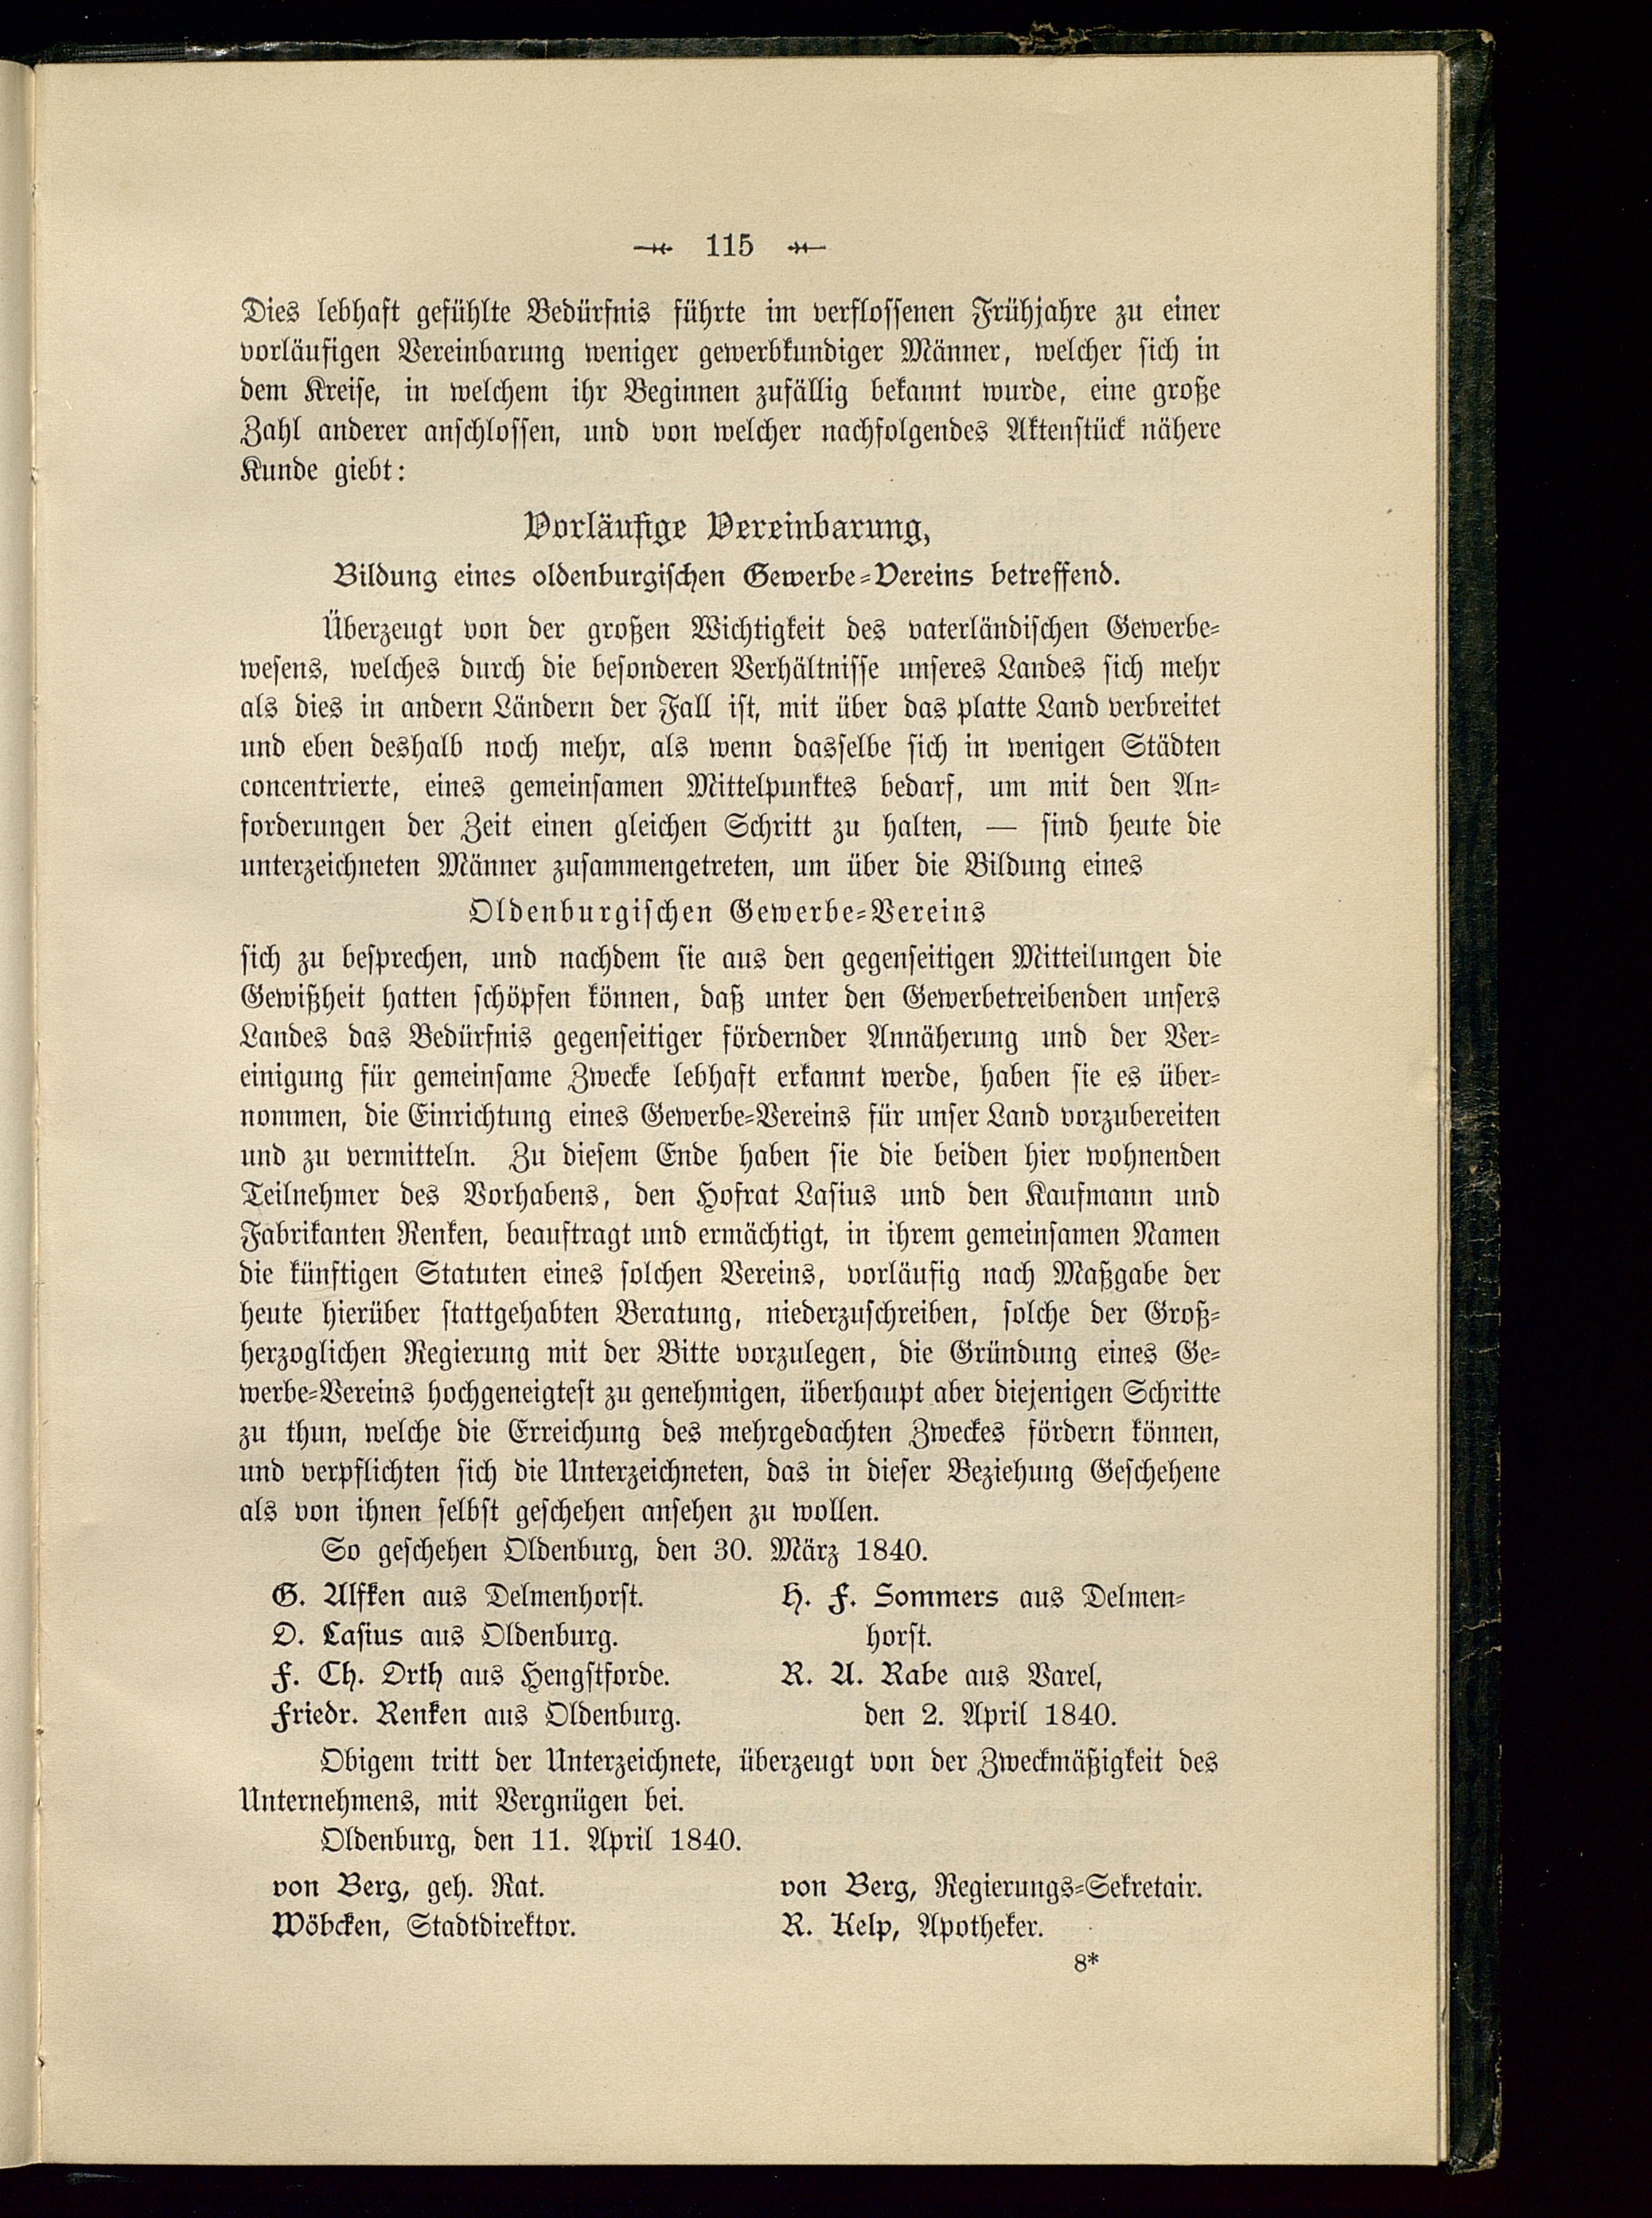 115
Dies lebhaft gefühlte Bedürfnis führte im verflossenen Frühjahre zu einer
vorläufigen Vereinbarung weniger gewerbkundiger Männer, welcher sich in
dem Kreise, in welchem ihr Beginnen zufällig bekannt wurde, eine große
Zahl anderer anschlossen, und von welcher nachfolgendes Aktenstück nähere
Kunde giebt:
Vorläufige Vereinbarung,
Bildung eines oldenburgischen Gewerbe-Vereins betreffend.
Überzeugt von der großen Wichtigkeit des vaterländischen Gewerbe-
wesens, welches durch die besonderen Verhältnisse unseres Landes sich mehr
als dies in andern Ländern der Fall ist, mit über das platte Land verbreitet
und eben deshalb noch mehr, als wenn dasselbe sich in wenigen Städten
concentrierte, eines gemeinsamen Mittelpunktes bedarf, um mit den An-
forderungen der Zeit einen gleichen Schritt zu halten, — sind heute die
unterzeichneten Männer zusammengetreten, um über die Bildung eines
Oldenburgischen Gewerbe-Vereins
sich zu besprechen, und nachdem sie aus den gegenseitigen Mitteilungen die
Gewißheit hatten schöpfen können, daß unter den Gewerbetreibenden unsers
Landes das Bedürfnis gegenseitiger fördernder Annäherung und der Ver-
einigung für gemeinsame Zwecke lebhaft erkannt werde, haben sie es über-
nommen, die Einrichtung eines Gewerbe-Vereins für unser Land vorzubereiten
und zu vermitteln. Zu diesem Ende haben sie die beiden hier wohnenden
Teilnehmer des Vorhabens, den Hofrat Lasius und den Kaufmann und
Fabrikanten Renken, beauftragt und ermächtigt, in ihrem gemeinsamen Namen
die künftigen Statuten eines solchen Vereins, vorläufig nach Maßgabe der
heute hierüber stattgehabten Beratung, niederzuschreiben, solche der Groß-
herzoglichen Regierung mit der Bitte vorzulegen, die Gründung eines Ge-
werbe-Vereins hochgeneigtest zu genehmigen, überhaupt aber diejenigen Schritte
zu thun, welche die Erreichung des mehrgedachten Zweckes fördern können,
und verpflichten sich die Unterzeichneten, das in dieser Beziehung Geschehene
als von ihnen selbst geschehen ansehen zu wollen.
So geschehen Oldenburg, den 30. März 1840.
G. Alfken aus Delmenhorst.
D. Lasius aus Oldenburg.
F. Ch. Orth aus Hengstforde.
Friedr. Renken aus Oldenburg.
H. F. Sommers aus Delmen-
horst.
R. A. Rabe aus Varel,
den 2. April 1840.
Obigem tritt der Unterzeichnete, überzeugt von der Zweckmäßigkeit des
Unternehmens, mit Vergnügen bei.
Oldenburg, den 11. April 1840.
von Berg, geh. Rat.
Wöbcken, Stadtdirektor.
von Berg, Regierungs-Sekretair.
R. Kelp, Apotheker.
8*